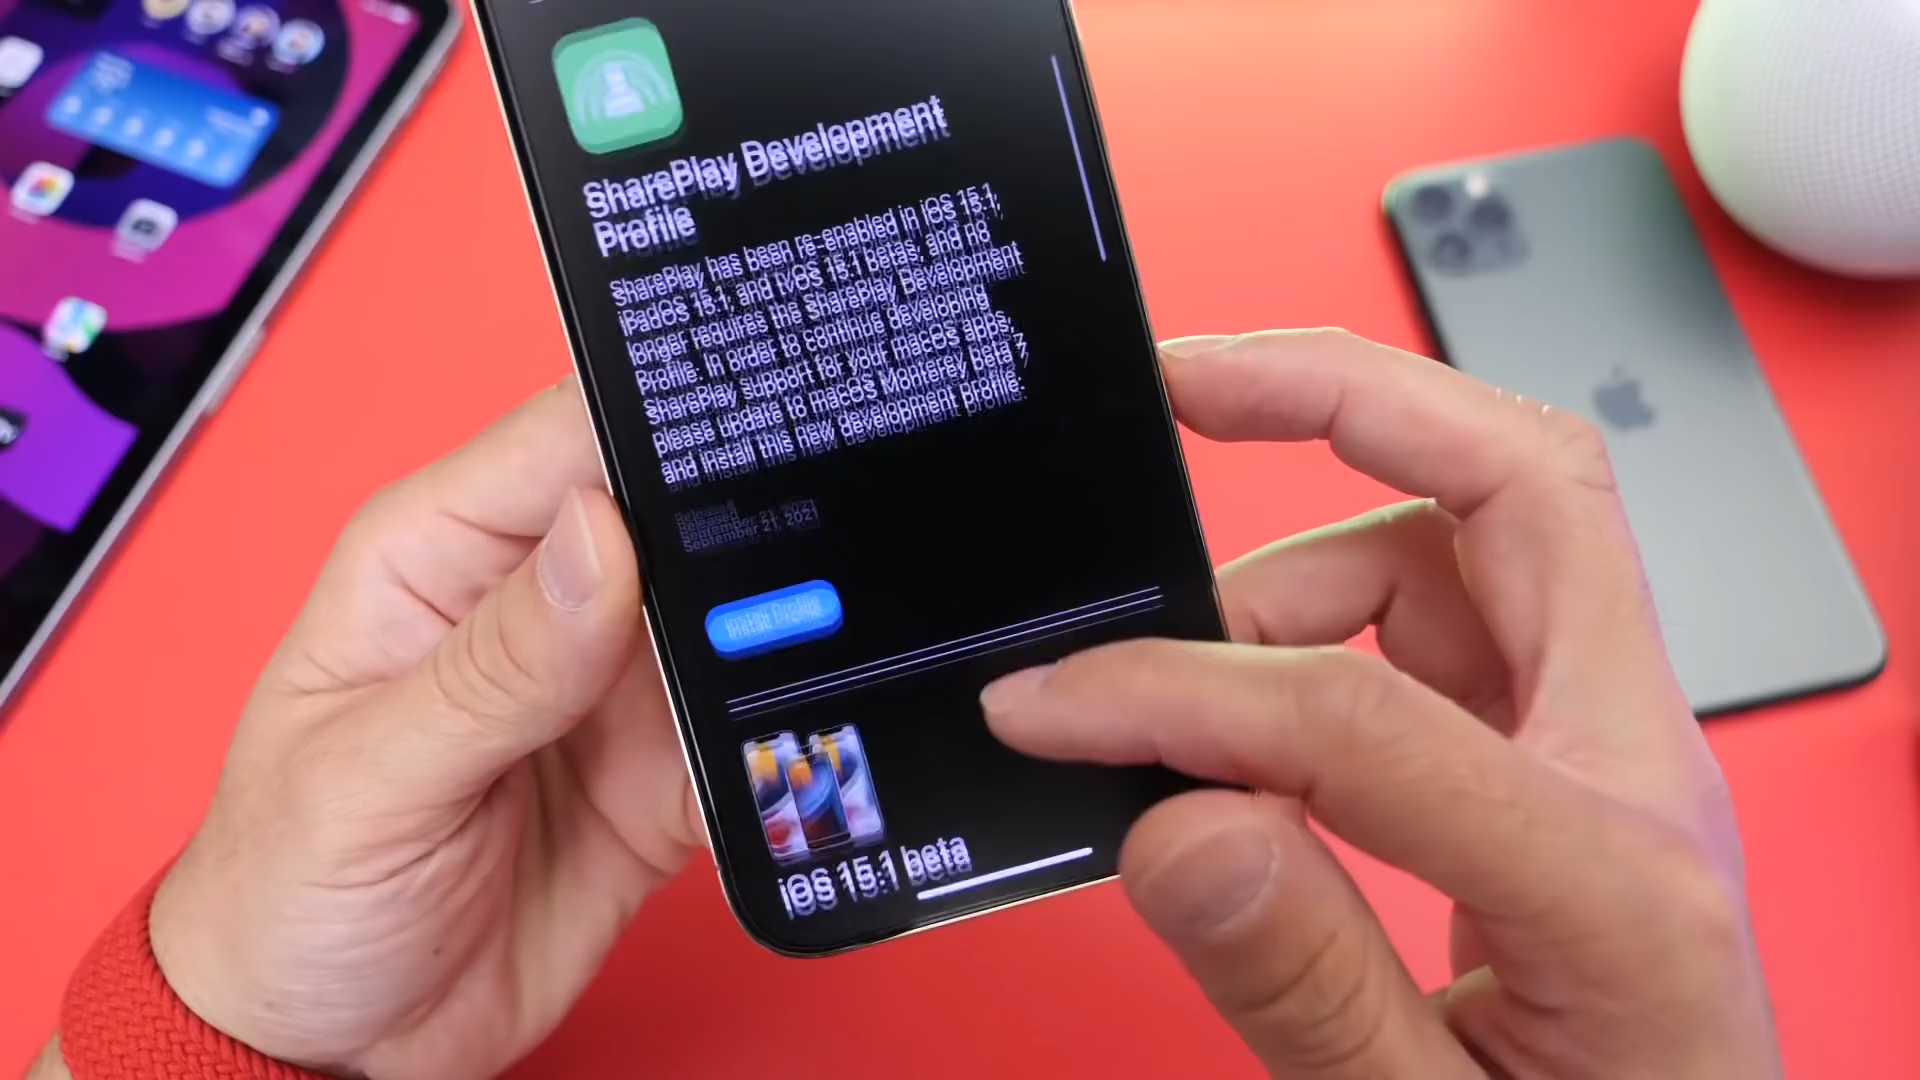 SharePlay Development
Profile
SharePlay has been re-enabled in iOS 15.1,
iPadOS 15.1, and tvOS 15.1 betas, and no
longer requires the SharePlay Development
Profile. In order to continue developing
SharePlay support for your macOS apps,
please update to macOS Monterey beta 7
and install this new development profile.
Released
September 21, 2021
Install Profile
iOS 15.1 beta